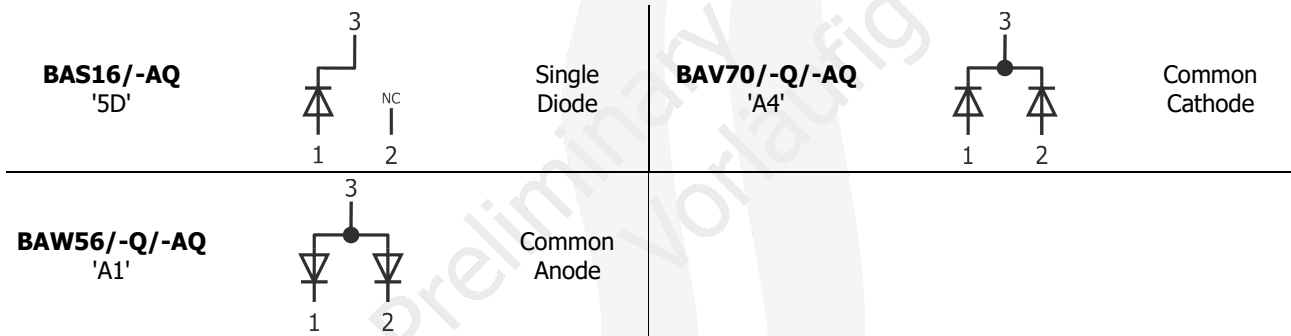 BAS16/-AQ
'5D'
3
NC
1 2
Single
Diode
BAV70/-Q/-AQ
'A4'
3
1 2
Common
Cathode
BAW56/-Q/-AQ
'A1'
3
1 2
Common
Anode
Preliminary
Vorläufig